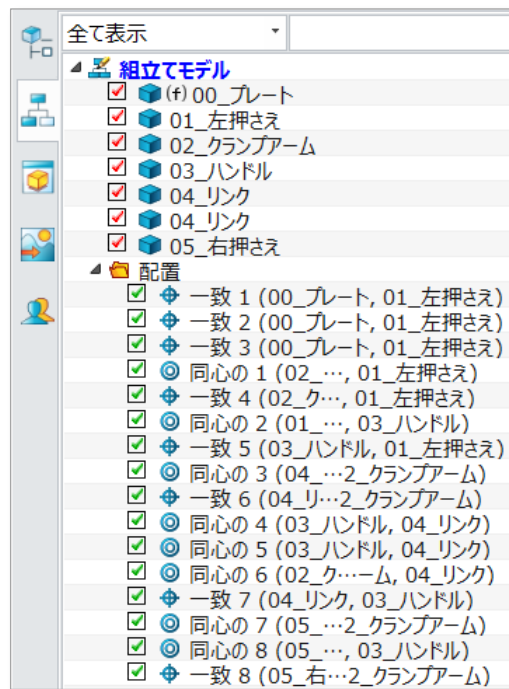 全て表示
組立てモデル
(f) 00_プレート
01_左押さえ
02_クランプアーム
03_ハンドル
04_リンク
04_リンク
05_右押さえ
配置
一致 1 (00_プレート, 01_左押さえ)
一致 2 (00_プレート, 01_左押さえ)
一致 3 (00_プレート, 01_左押さえ)
同心の 1 (02_…, 01_左押さえ)
一致 4 (02_ク…, 01_左押さえ)
同心の 2 (01_…, 03_ハンドル)
一致 5 (03_ハンドル, 01_左押さえ)
同心の 3 (04_…2_クランプアーム)
一致 6 (04_リ…2_クランプアーム)
同心の 4 (03_ハンドル, 04_リンク)
同心の 5 (03_ハンドル, 04_リンク)
同心の 6 (02_ク…ーム, 04_リンク)
一致 7 (04_リンク, 03_ハンドル)
同心の 7 (05_…2_クランプアーム)
同心の 8 (05_…, 03_ハンドル)
一致 8 (05_右…2_クランプアーム)